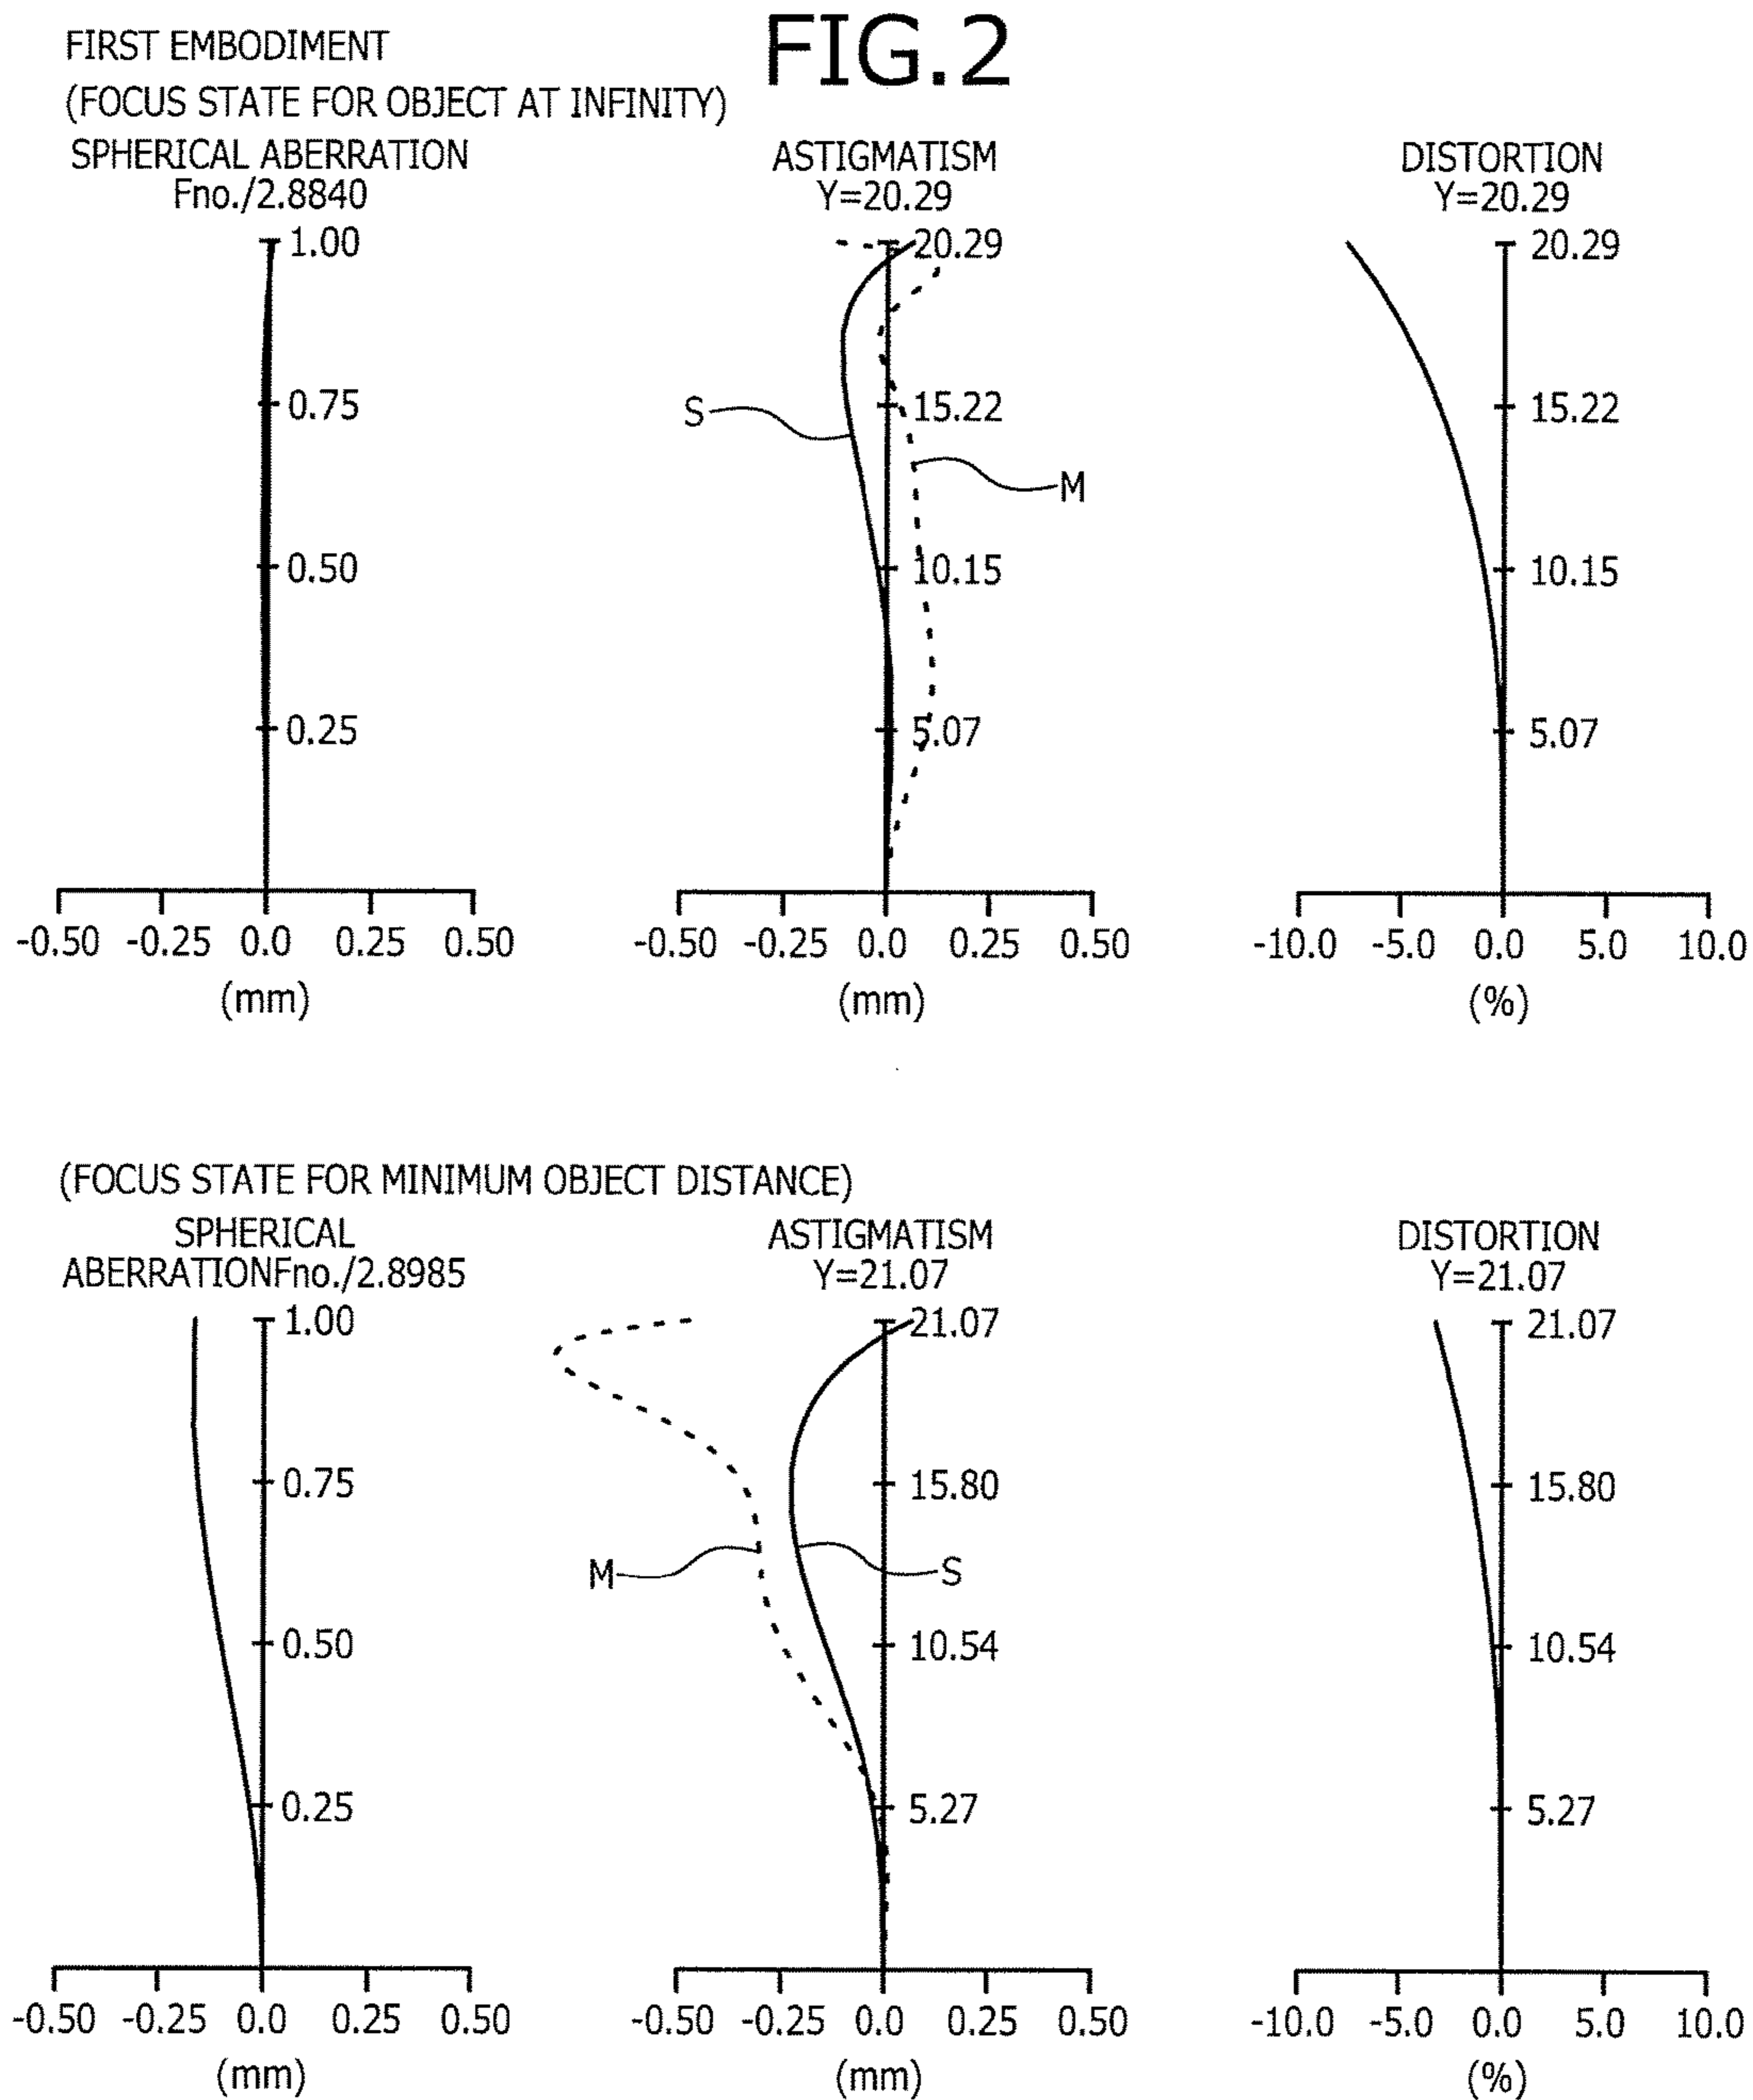 FIG.2
FIRST EMBODIMENT
(FOCUS STATE FOR OBJECT AT INFINITY)
SPHERICAL ABERRATION
Fno./2.8840
1.00
0.75
0.50
0.25
-0.50 -0.25 0.0 0.25 0.50
(mm)
ASTIGMATISM
Y=20.29
20.29
15.22
S
M
10.15
5.07
-0.50 -0.25 0.0 0.25 0.50
(mm)
DISTORTION
Y=20.29
20.29
15.22
10.15
5.07
-10.0 -5.0 0.0 5.0 10.0
(%)
(FOCUS STATE FOR MINIMUM OBJECT DISTANCE)
SPHERICAL
ABERRATIONFno./2.8985
1.00
0.75
0.50
0.25
-0.50 -0.25 0.0 0.25 0.50
(mm)
ASTIGMATISM
Y=21.07
21.07
15.80
M
S
10.54
5.27
-0.50 -0.25 0.0 0.25 0.50
(mm)
DISTORTION
Y=21.07
21.07
15.80
10.54
5.27
-10.0 -5.0 0.0 5.0 10.0
(%)